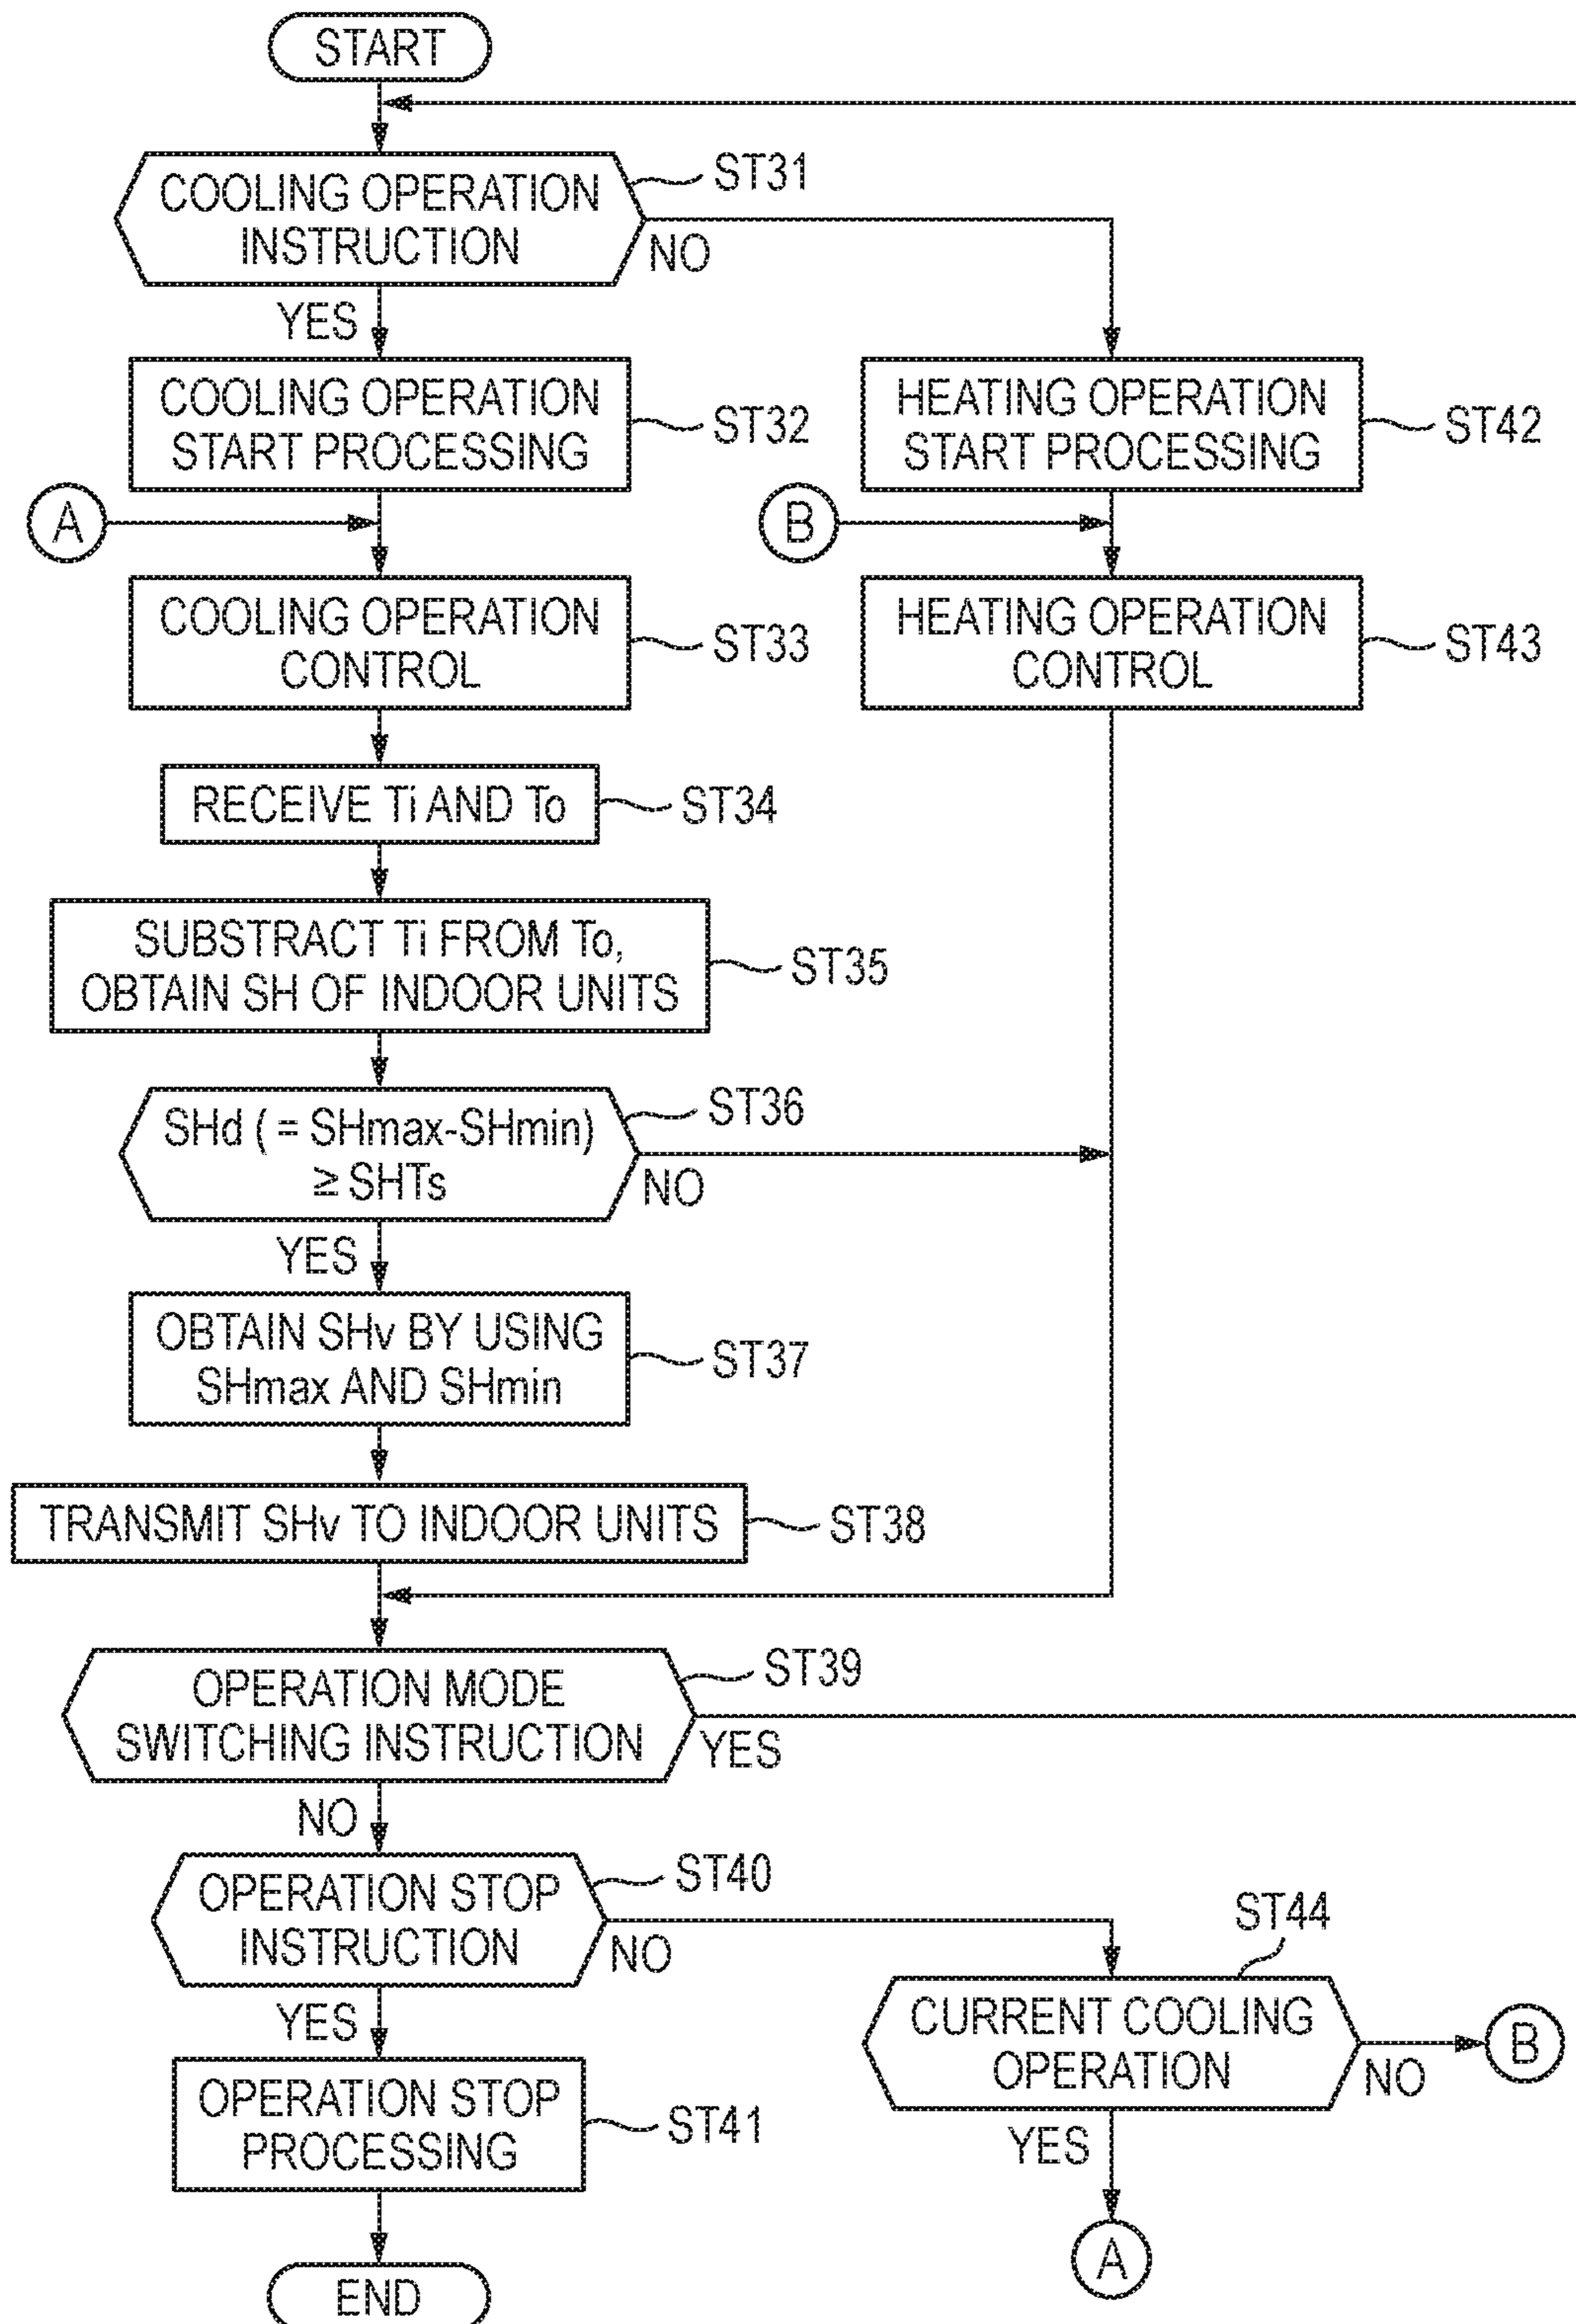 START
COOLING OPERATION
INSTRUCTION
ST31
NO
YES
COOLING OPERATION
START PROCESSING
ST32
HEATING OPERATION
START PROCESSING
ST42
A
B
COOLING OPERATION
CONTROL
ST33
HEATING OPERATION
CONTROL
ST43
RECEIVE Ti AND To
ST34
SUBSTRACT Ti FROM To,
OBTAIN SH OF INDOOR UNITS
ST35
SHd ( = SHmax-SHmin)
≥ SHTs
ST36
NO
YES
OBTAIN SHv BY USING
SHmax AND SHmin
ST37
TRANSMIT SHv TO INDOOR UNITS
ST38
OPERATION MODE
SWITCHING INSTRUCTION
ST39
YES
NO
OPERATION STOP
INSTRUCTION
ST40
NO
ST44
CURRENT COOLING
OPERATION
NO
B
YES
A
YES
OPERATION STOP
PROCESSING
ST41
END